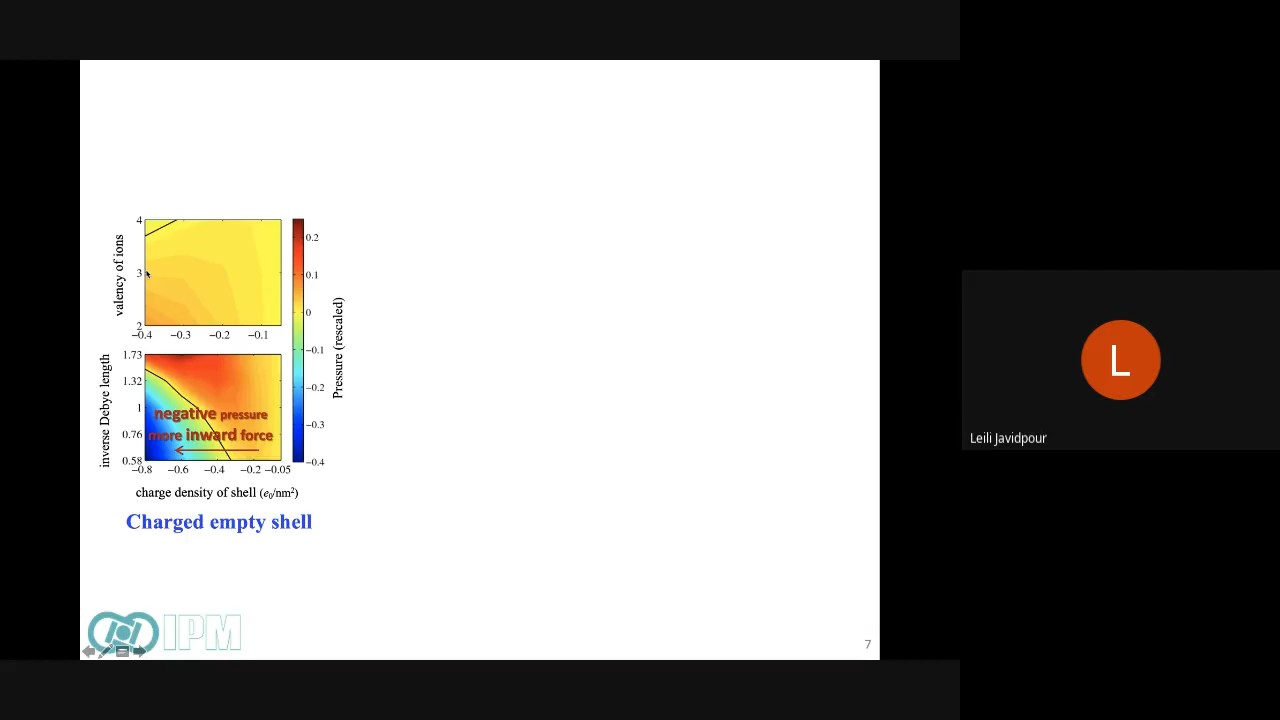 4
3
2
valency of ions
−0.4 −0.3 −0.2 −0.1
0.2
0.1
0
−0.1
−0.2
−0.3
−0.4
Pressure (rescaled)
1.73
1.32
1
0.76
0.58
inverse Debye length
negative pressure
more inward force
−0.8 −0.6 −0.4 −0.2 −0.05
charge density of shell (e₀/nm²)
Charged empty shell
IPM
7
L
Leili Javidpour